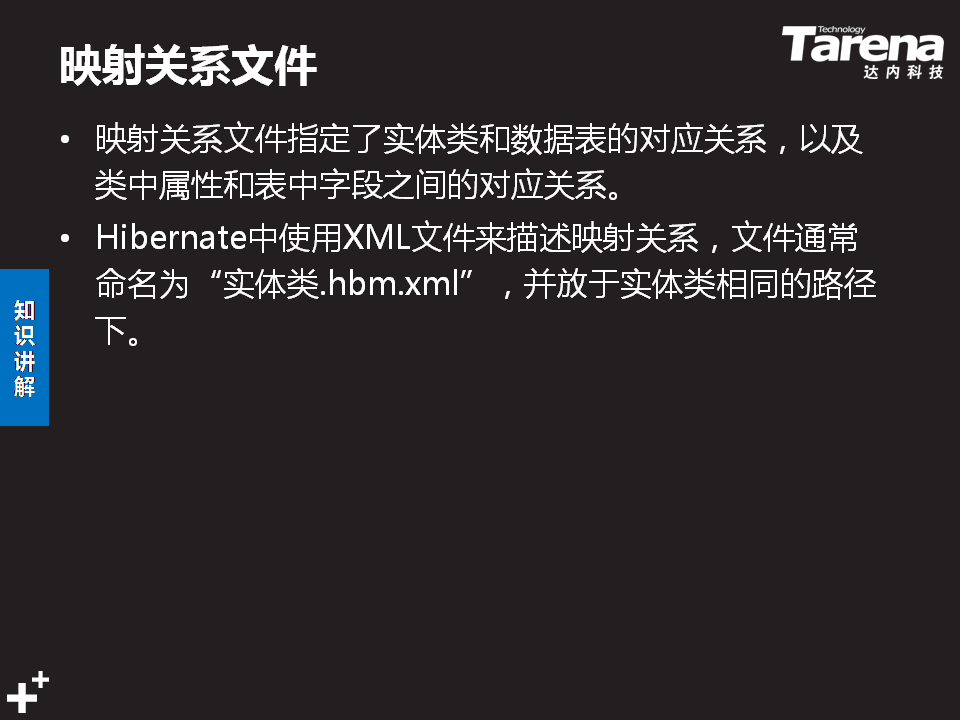 映射关系文件
Technology
Tarena
达内科技
• 映射关系文件指定了实体类和数据表的对应关系，以及
类中属性和表中字段之间的对应关系。
• Hibernate中使用XML文件来描述映射关系，文件通常
命名为“实体类.hbm.xml”，并放于实体类相同的路径
下。
知
识
讲
解